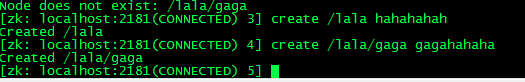 Node does not exist: /lala/gaga
[zk: localhost:2181(CONNECTED) 3] create /lala hahahahah
Created /lala
[zk: localhost:2181(CONNECTED) 4] create /lala/gaga gagahahaha
Created /lala/gaga
[zk: localhost:2181(CONNECTED) 5]